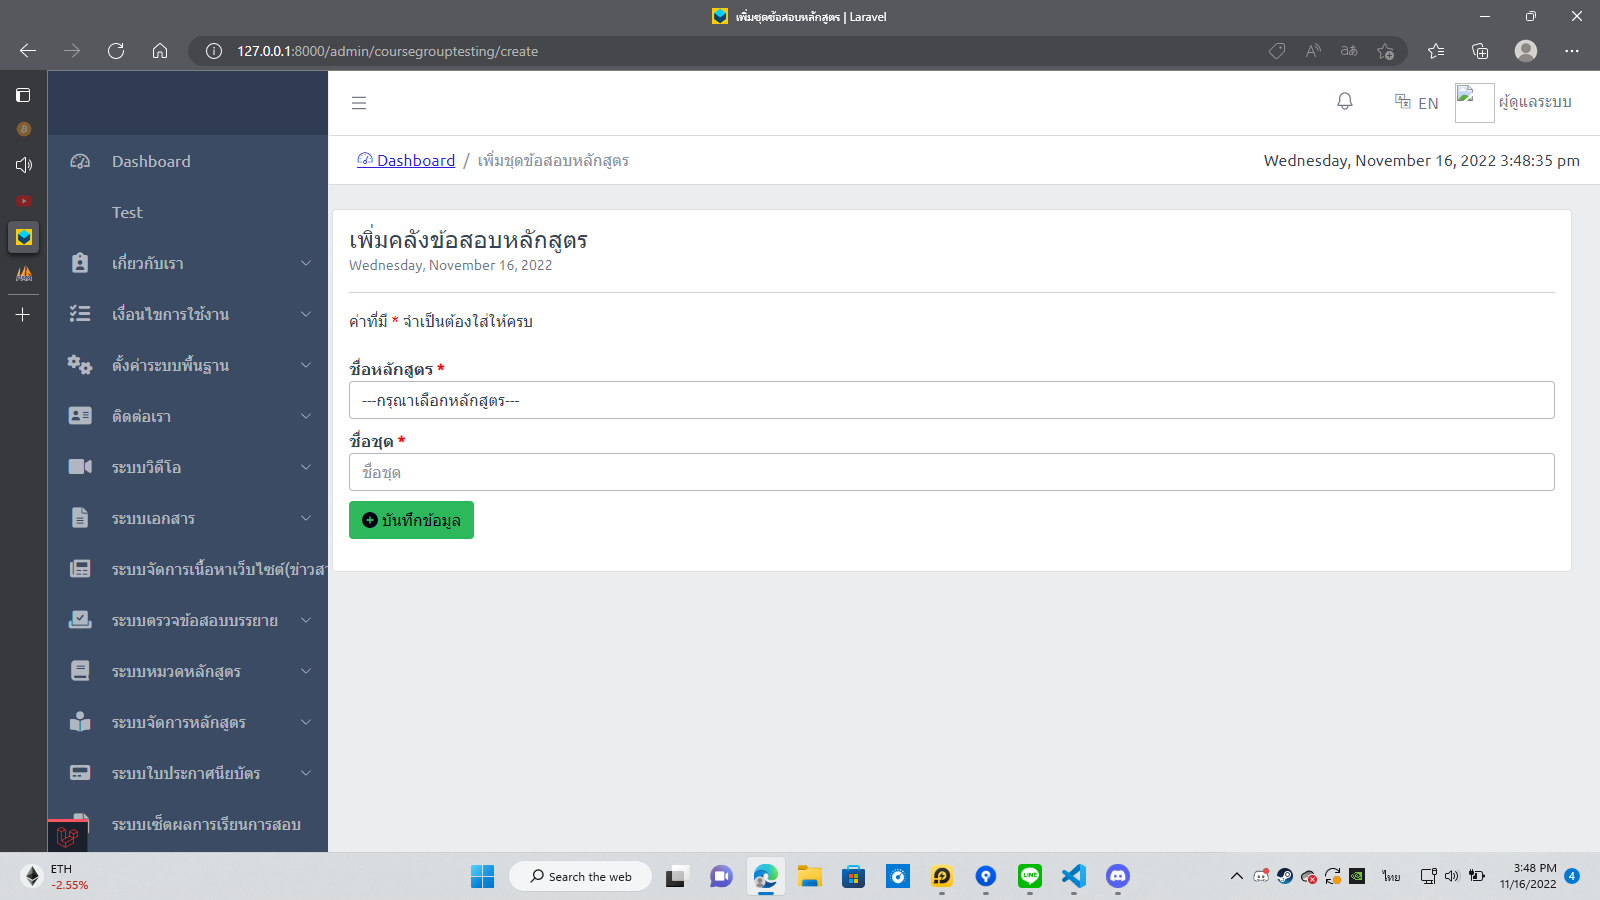 เพิ่มชุดข้อสอบหลักสูตร | Laravel
127.0.0.1:8000/admin/coursegrouptesting/create
EN
ผู้ดูแลระบบ
Dashboard / เพิ่มชุดข้อสอบหลักสูตร
Wednesday, November 16, 2022 3:48:35 pm
Dashboard
Test
เกี่ยวกับเรา
เงื่อนไขการใช้งาน
ตั้งค่าระบบพื้นฐาน
ติดต่อเรา
ระบบวิดีโอ
ระบบเอกสาร
ระบบจัดการเนื้อหาเว็บไซต์(ข่าวสา
ระบบตรวจข้อสอบบรรยาย
ระบบหมวดหลักสูตร
ระบบจัดการหลักสูตร
ระบบใบประกาศนียบัตร
ระบบเซ็ตผลการเรียนการสอบ
เพิ่มคลังข้อสอบหลักสูตร
Wednesday, November 16, 2022
ค่าที่มี * จำเป็นต้องใส่ให้ครบ
ชื่อหลักสูตร *
---กรุณาเลือกหลักสูตร---
ชื่อชุด *
ชื่อชุด
บันทึกข้อมูล
ETH
-2.55%
Search the web
LINE
ไทย
3:48 PM
11/16/2022
4